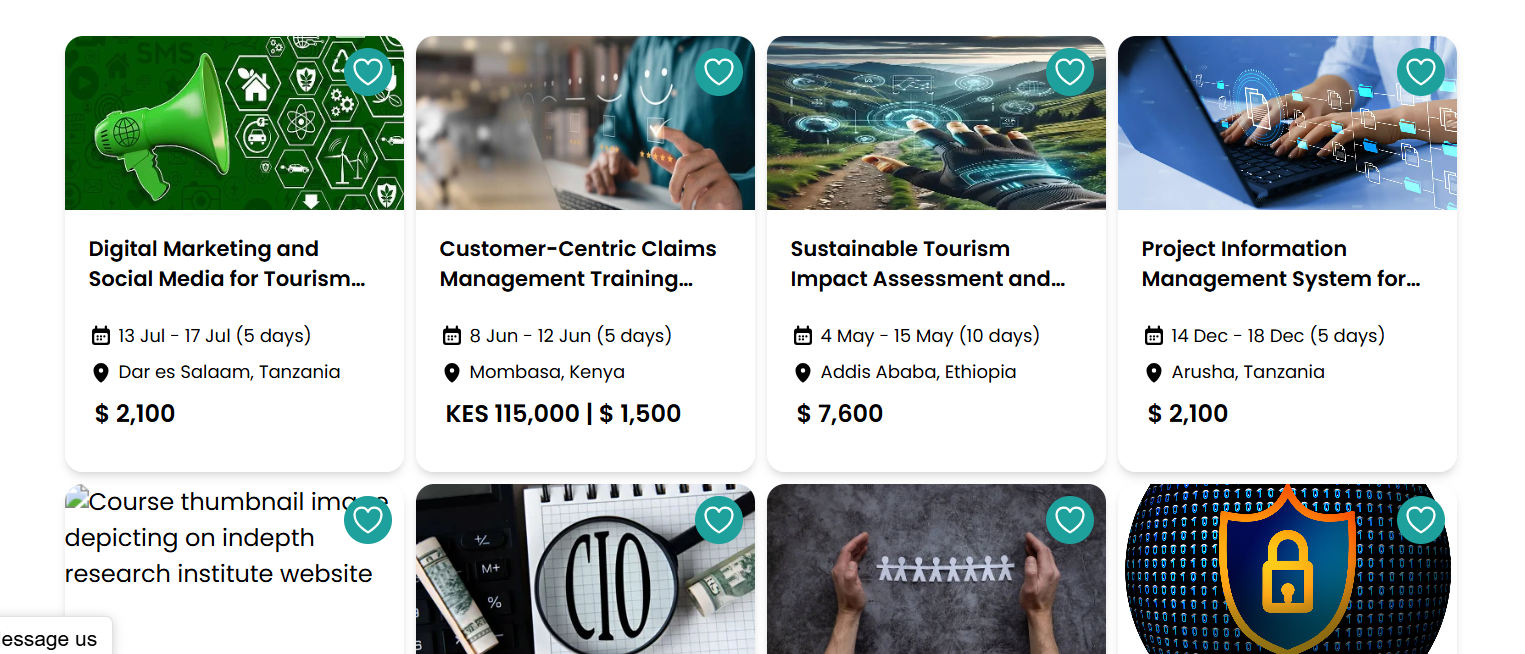 SMS
Digital Marketing and
Social Media for Tourism...
13 Jul - 17 Jul (5 days)
Dar es Salaam, Tanzania
$ 2,100
Customer-Centric Claims
Management Training...
8 Jun - 12 Jun (5 days)
Mombasa, Kenya
KES 115,000 | $ 1,500
Sustainable Tourism
Impact Assessment and...
4 May - 15 May (10 days)
Addis Ababa, Ethiopia
$ 7,600
Project Information
Management System for...
14 Dec - 18 Dec (5 days)
Arusha, Tanzania
$ 2,100
Course thumbnail image
depicting on indepth
research institute website
+/-
M+
%
CIO
essage us